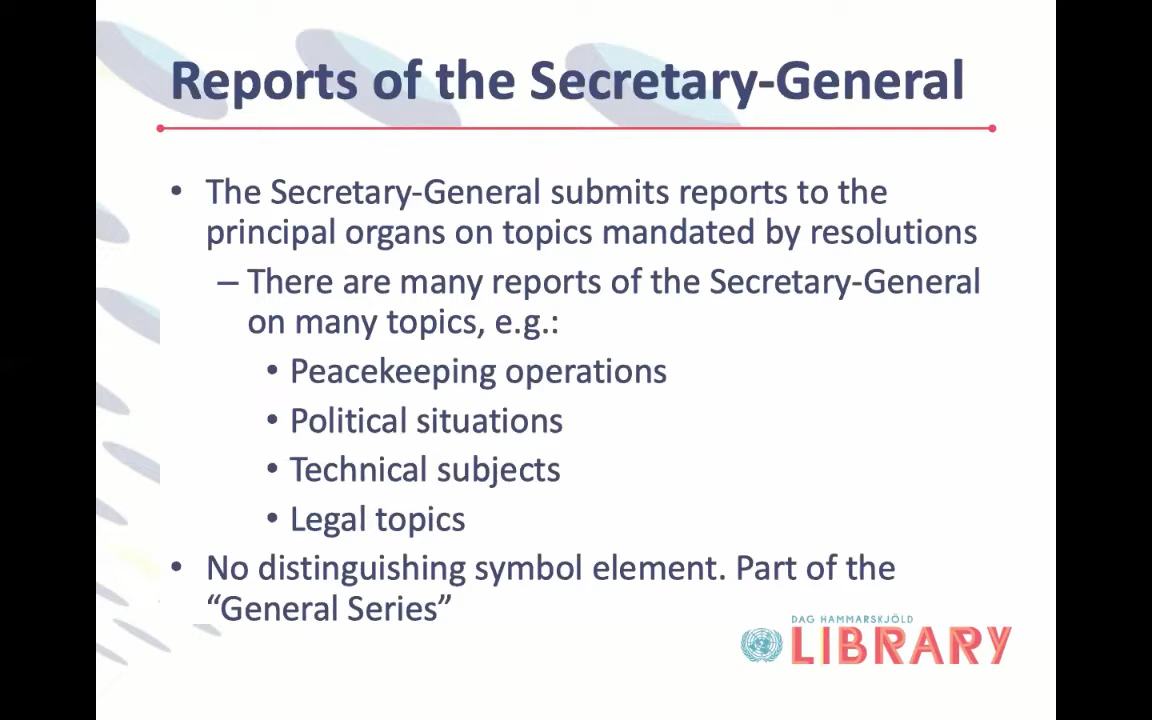 Reports of the Secretary-General
• The Secretary-General submits reports to the
principal organs on topics mandated by resolutions
– There are many reports of the Secretary-General
on many topics, e.g.:
• Peacekeeping operations
• Political situations
• Technical subjects
• Legal topics
• No distinguishing symbol element. Part of the
“General Series”
DAG HAMMARSKJÖLD
LIBRARY